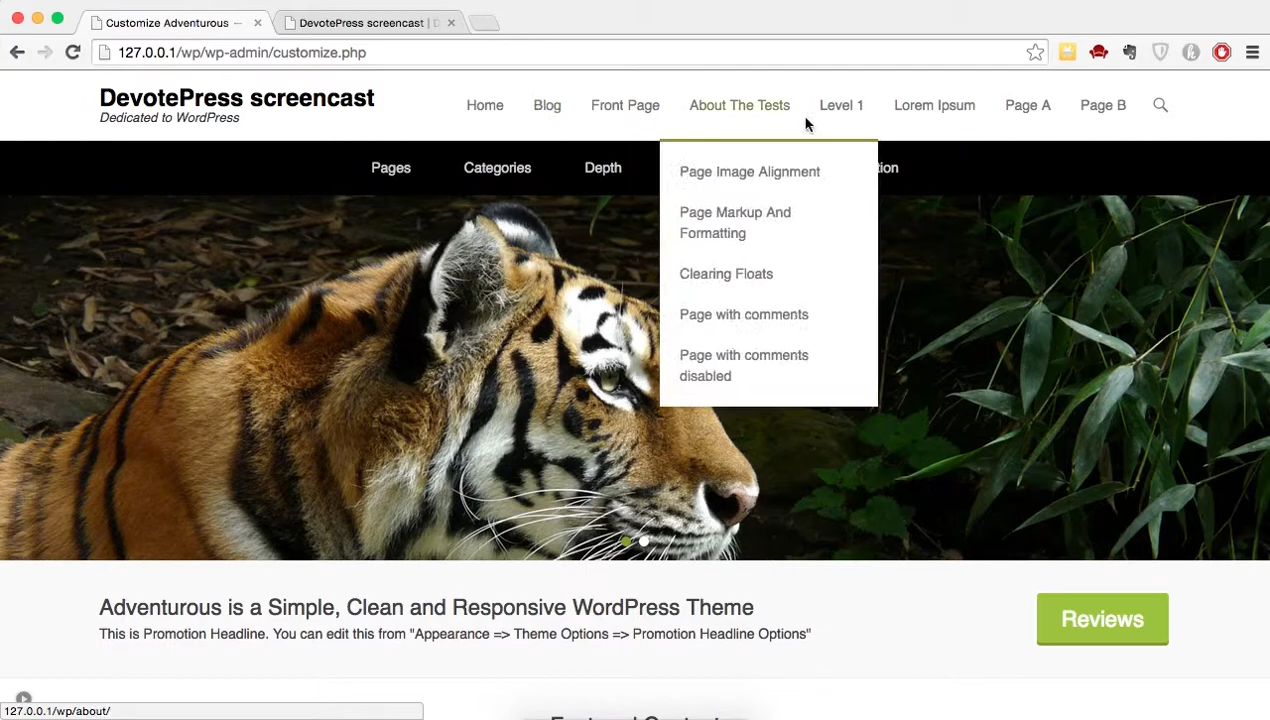 Customize Adventurous —
DevotePress screencast | D
127.0.0.1/wp/wp-admin/customize.php
DevotePress screencast
Dedicated to WordPress
Home Blog Front Page About The Tests Level 1 Lorem Ipsum Page A Page B
Pages Categories Depth tion
Page Image Alignment
Page Markup And
Formatting
Clearing Floats
Page with comments
Page with comments
disabled
Adventurous is a Simple, Clean and Responsive WordPress Theme
This is Promotion Headline. You can edit this from "Appearance => Theme Options => Promotion Headline Options"
Reviews
127.0.0.1/wp/about/
Featured Content